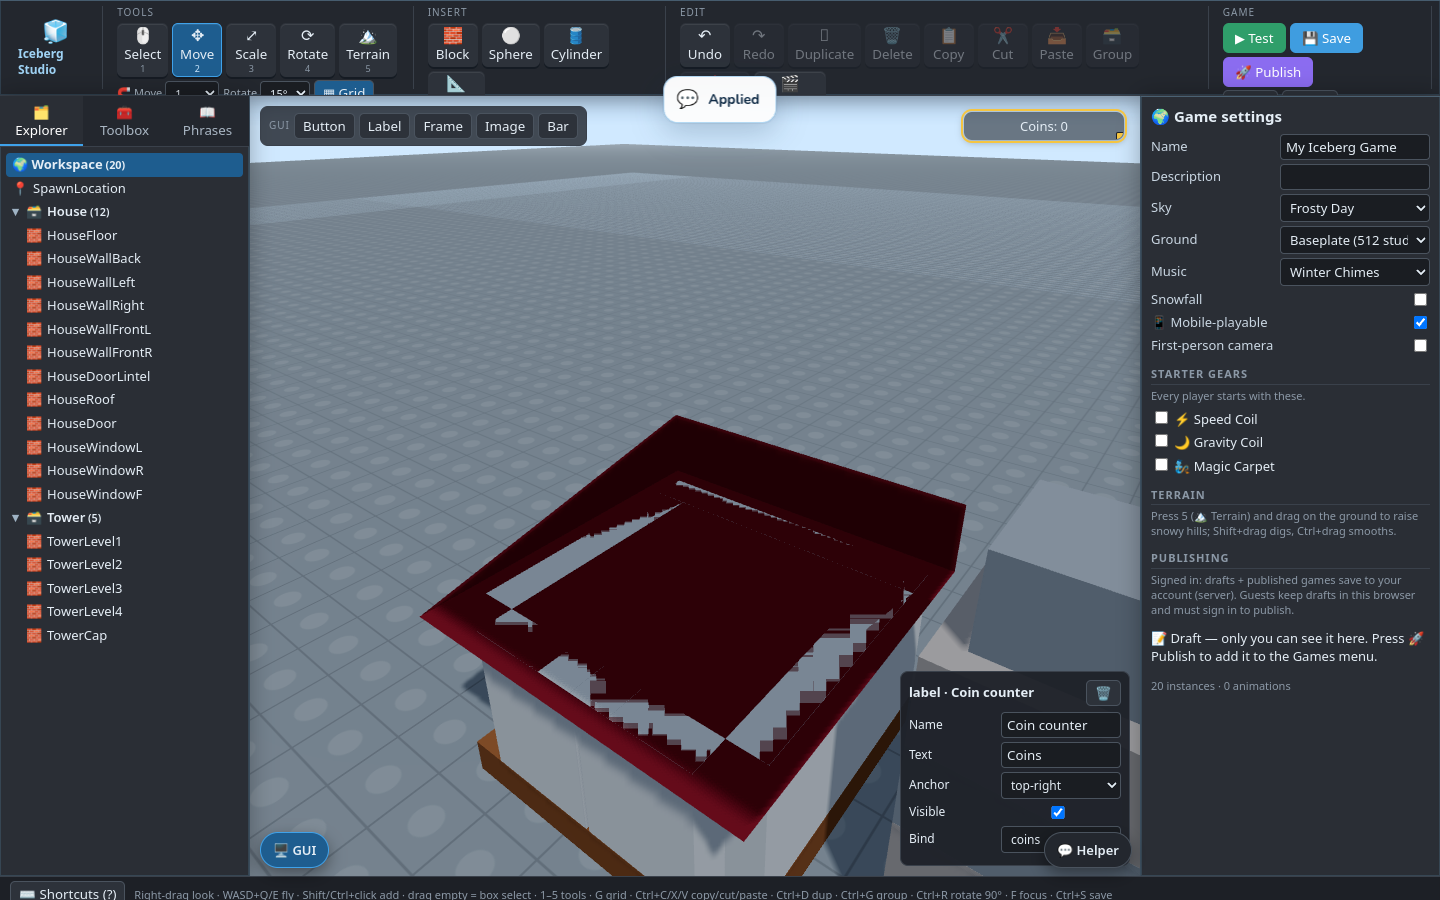 Iceberg Studio
TOOLS
Select
1
Move
2
Scale
3
Rotate
4
Terrain
5
Move 1 Rotate 15° Grid
INSERT
Block
Sphere
Cylinder
EDIT
Undo
Redo
Duplicate
Delete
Copy
Cut
Paste
Group
GAME
Test
Save
Publish
Applied
Explorer
Toolbox
Phrases
Workspace (20)
SpawnLocation
House (12)
HouseFloor
HouseWallBack
HouseWallLeft
HouseWallRight
HouseWallFrontL
HouseWallFrontR
HouseDoorLintel
HouseRoof
HouseDoor
HouseWindowL
HouseWindowR
HouseWindowF
Tower (5)
TowerLevel1
TowerLevel2
TowerLevel3
TowerLevel4
TowerCap
GUI Button Label Frame Image Bar
Coins: 0
label · Coin counter
Name Coin counter
Text Coins
Anchor top-right
Visible
Bind coins
GUI
Helper
Game settings
Name My Iceberg Game
Description
Sky Frosty Day
Ground Baseplate (512 stud
Music Winter Chimes
Snowfall
Mobile-playable
First-person camera
STARTER GEARS
Every player starts with these.
Speed Coil
Gravity Coil
Magic Carpet
TERRAIN
Press 5 (🏔️ Terrain) and drag on the ground to raise
snowy hills; Shift+drag digs, Ctrl+drag smooths.
PUBLISHING
Signed in: drafts + published games save to your
account (server). Guests keep drafts in this browser
and must sign in to publish.
📝 Draft — only you can see it here. Press 🚀
Publish to add it to the Games menu.
20 instances · 0 animations
Shortcuts (?)
Right-drag look · WASD+Q/E fly · Shift/Ctrl+click add · drag empty = box select · 1–5 tools · G grid · Ctrl+C/X/V copy/cut/paste · Ctrl+D dup · Ctrl+G group · Ctrl+R rotate 90° · F focus · Ctrl+S save